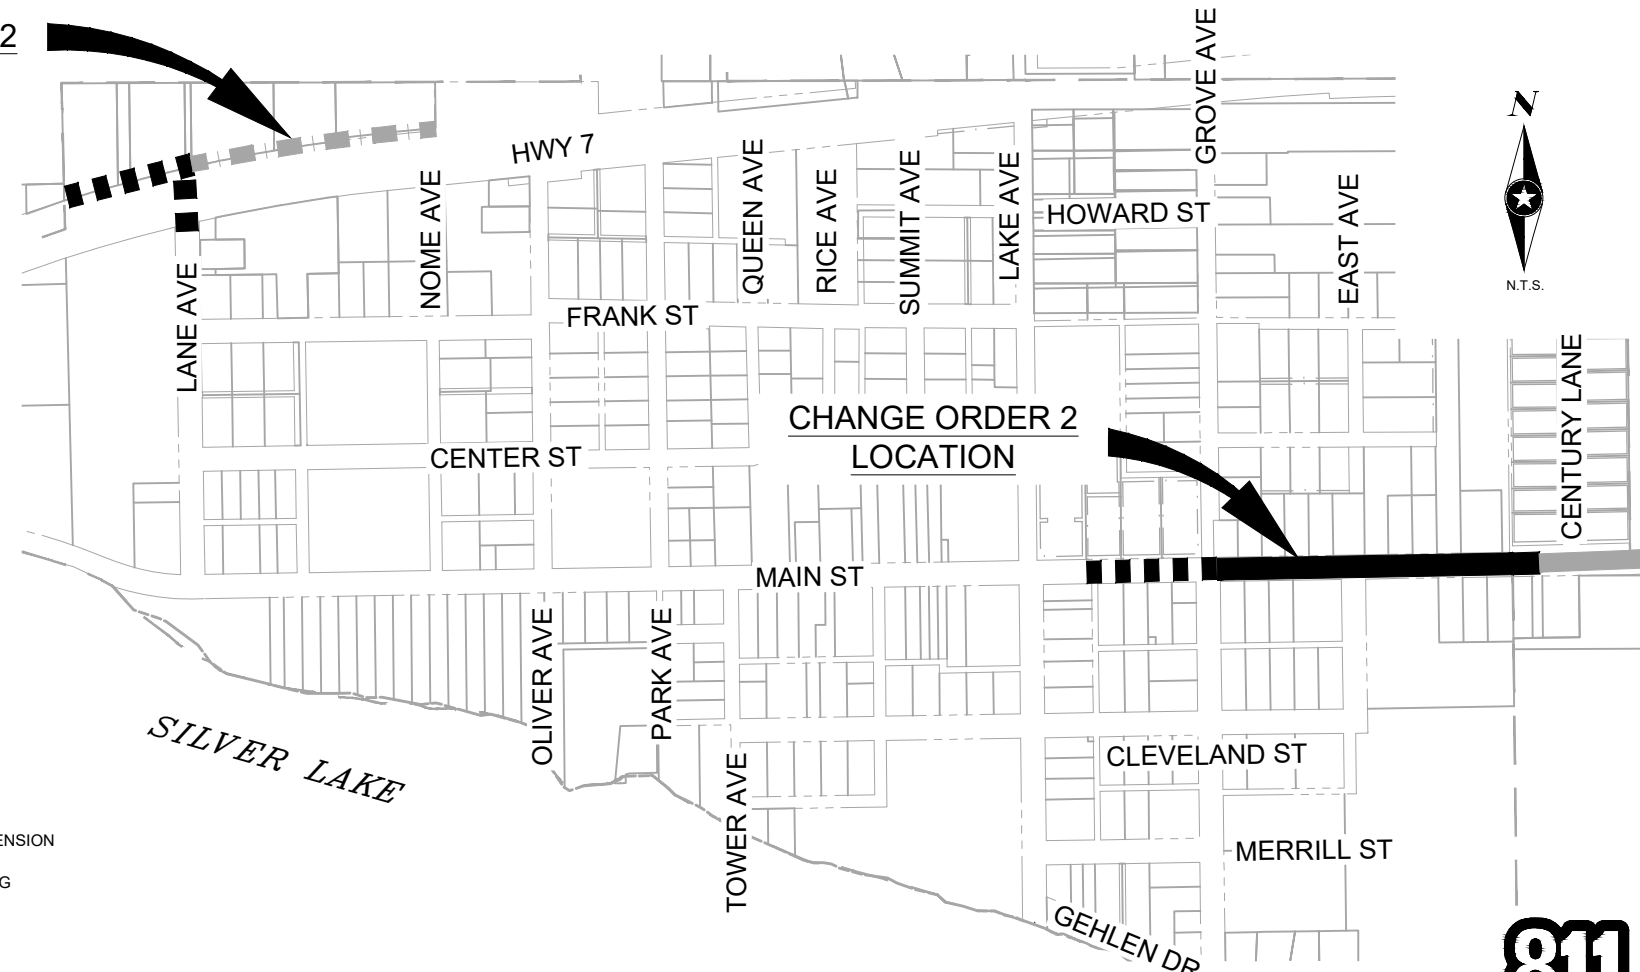 2
GROVE AVE
N
N.T.S.
HWY 7
NOME AVE
QUEEN AVE
RICE AVE
SUMMIT AVE
LAKE AVE
HOWARD ST
EAST AVE
LANE AVE
FRANK ST
CENTURY LANE
CHANGE ORDER 2
LOCATION
CENTER ST
MAIN ST
OLIVER AVE
PARK AVE
SILVER LAKE
CLEVELAND ST
TOWER AVE
ENSION
MERRILL ST
G
GEHLEN DR
811